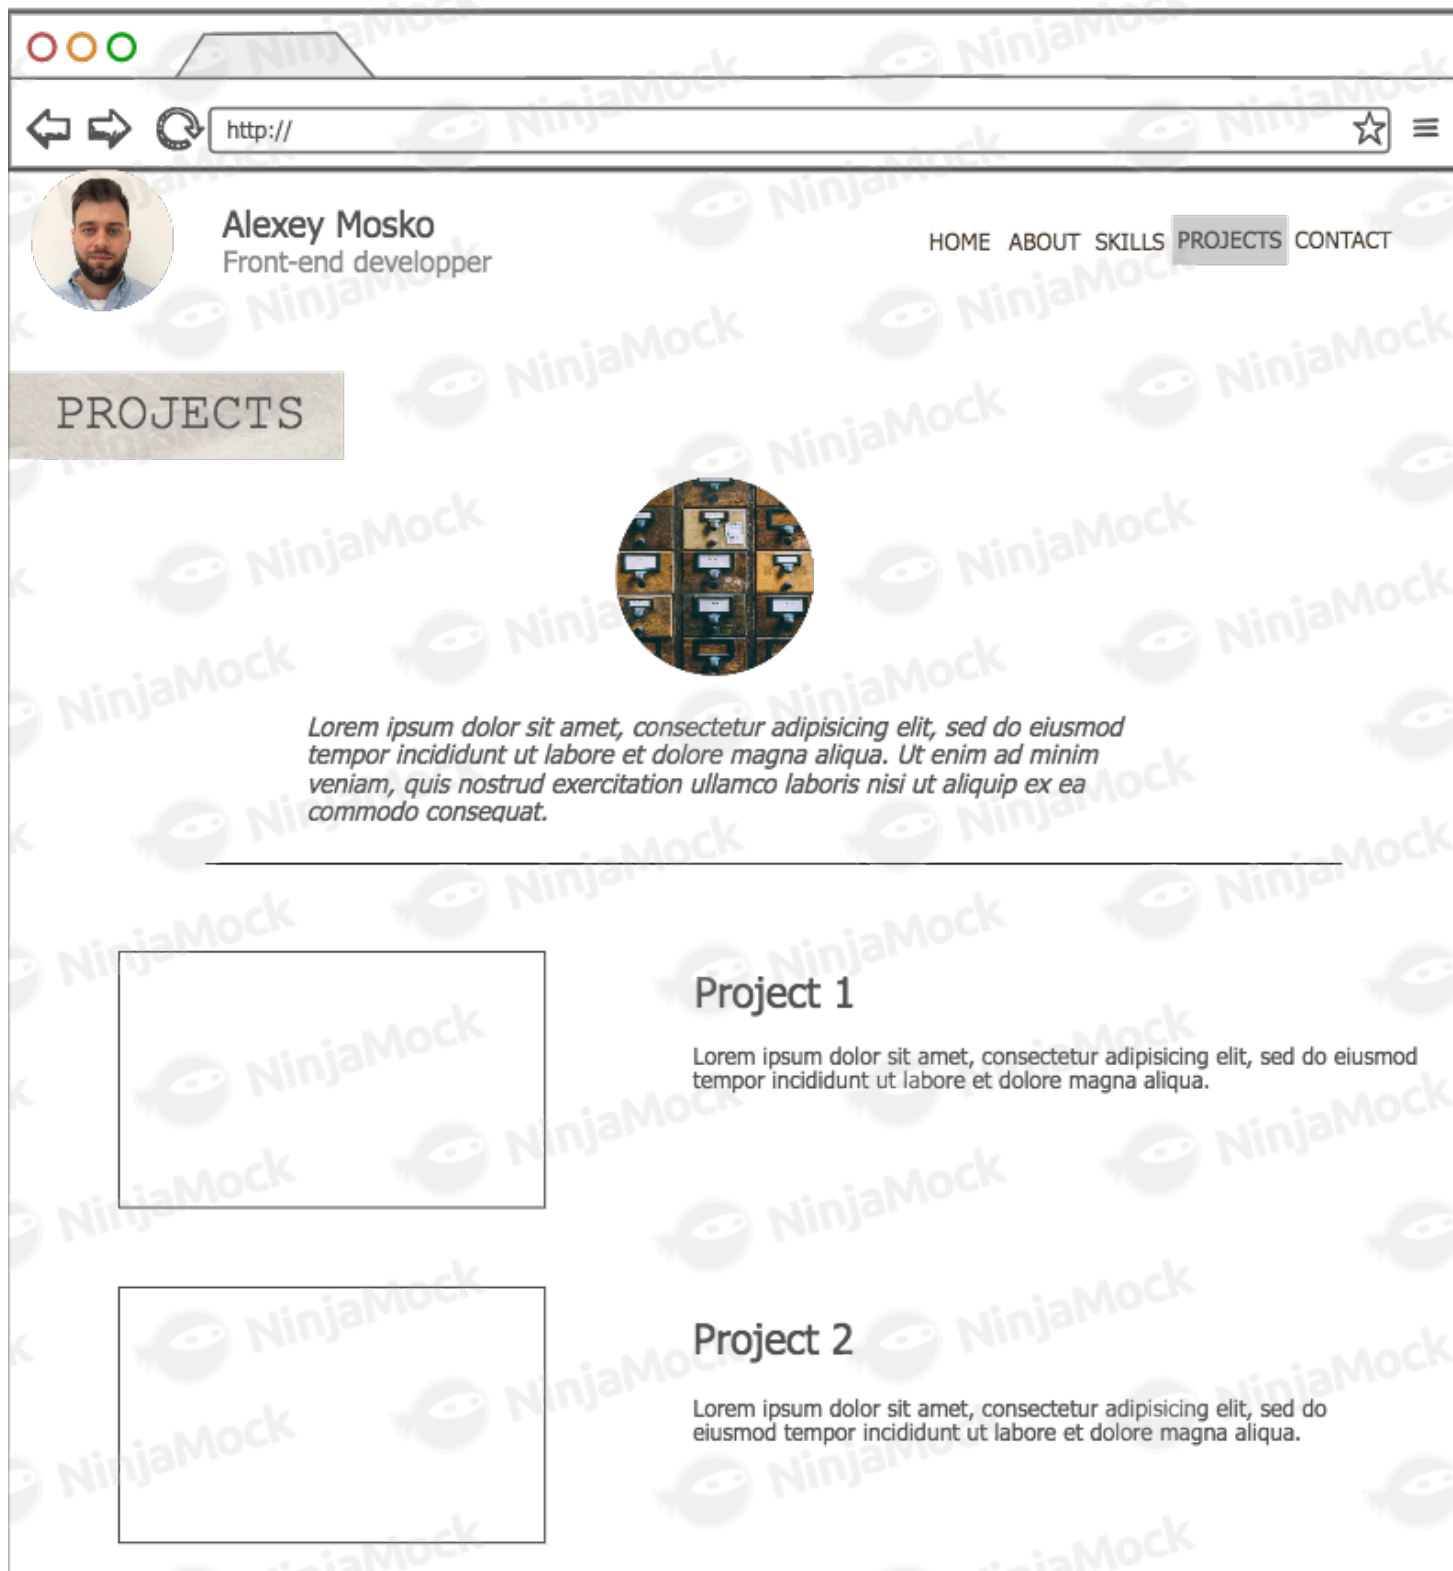 http://
Alexey Mosko
Front-end developper
HOME ABOUT SKILLS PROJECTS CONTACT
PROJECTS
Lorem ipsum dolor sit amet, consectetur adipisicing elit, sed do eiusmod
tempor incididunt ut labore et dolore magna aliqua. Ut enim ad minim
veniam, quis nostrud exercitation ullamco laboris nisi ut aliquip ex ea
commodo consequat.
Project 1
Lorem ipsum dolor sit amet, consectetur adipisicing elit, sed do eiusmod
tempor incididunt ut labore et dolore magna aliqua.
Project 2
Lorem ipsum dolor sit amet, consectetur adipisicing elit, sed do
eiusmod tempor incididunt ut labore et dolore magna aliqua.
NinjaMock